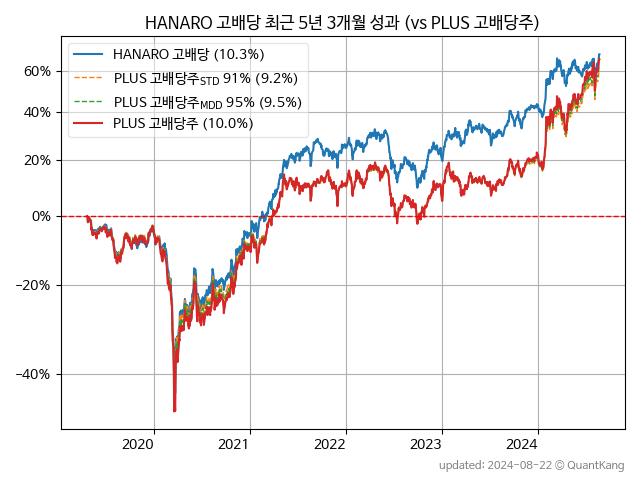 HANARO 고배당 최근 5년 3개월 성과 (vs PLUS 고배당주)
HANARO 고배당 (10.3%)
PLUS 고배당주STD 91% (9.2%)
PLUS 고배당주MDD 95% (9.5%)
PLUS 고배당주 (10.0%)
60%
40%
20%
0%
−20%
−40%
2020 2021 2022 2023 2024
updated: 2024-08-22 © QuantKang